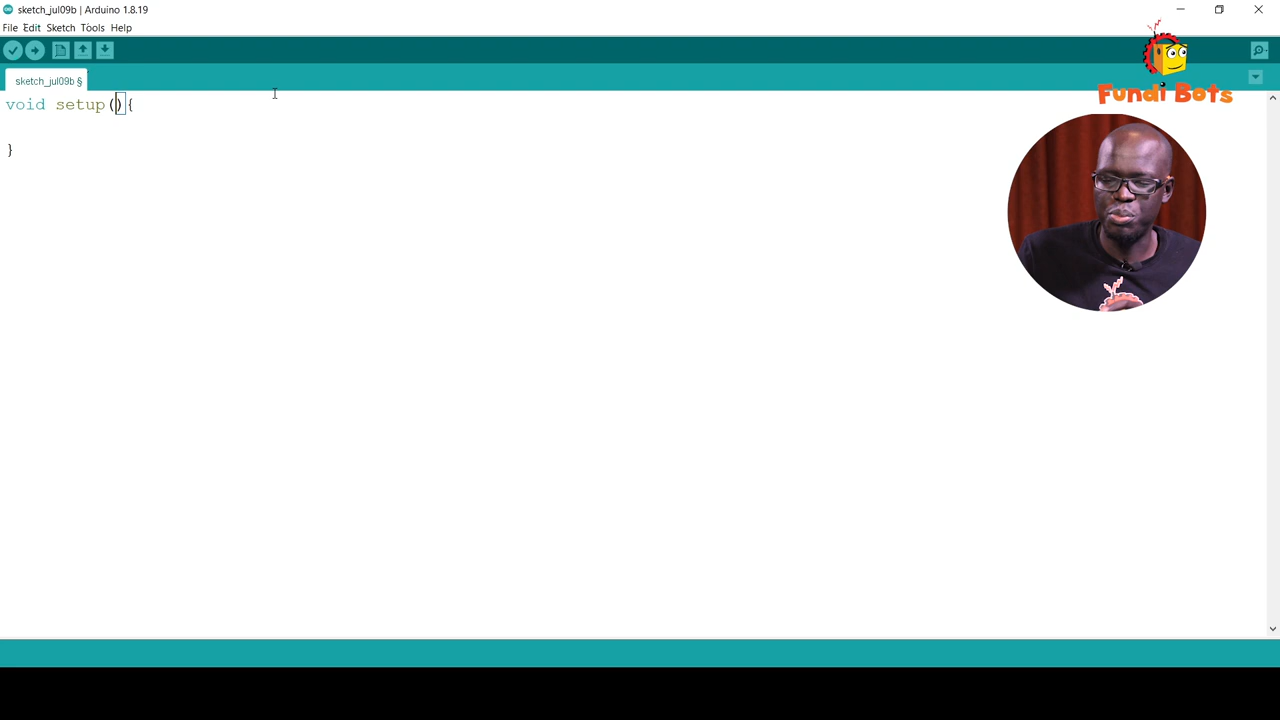 sketch_jul09b | Arduino 1.8.19
File Edit Sketch Tools Help
sketch_jul09b §
Fundi Bots
void setup(){
}